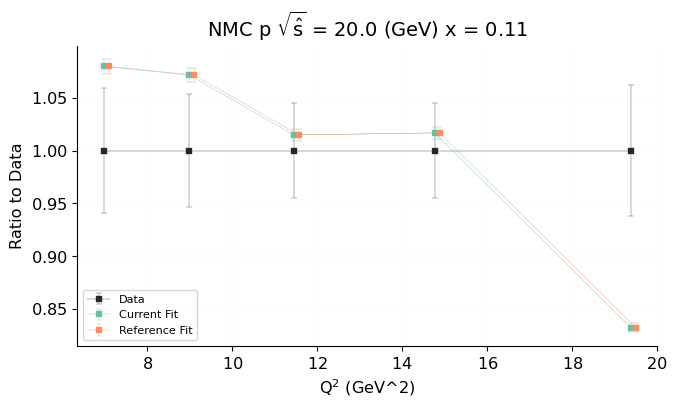 NMC p √ŝ = 20.0 (GeV) x = 0.11
Ratio to Data
1.05
1.00
0.95
0.90
0.85
Data
Current Fit
Reference Fit
8 10 12 14 16 18 20
Q² (GeV^2)